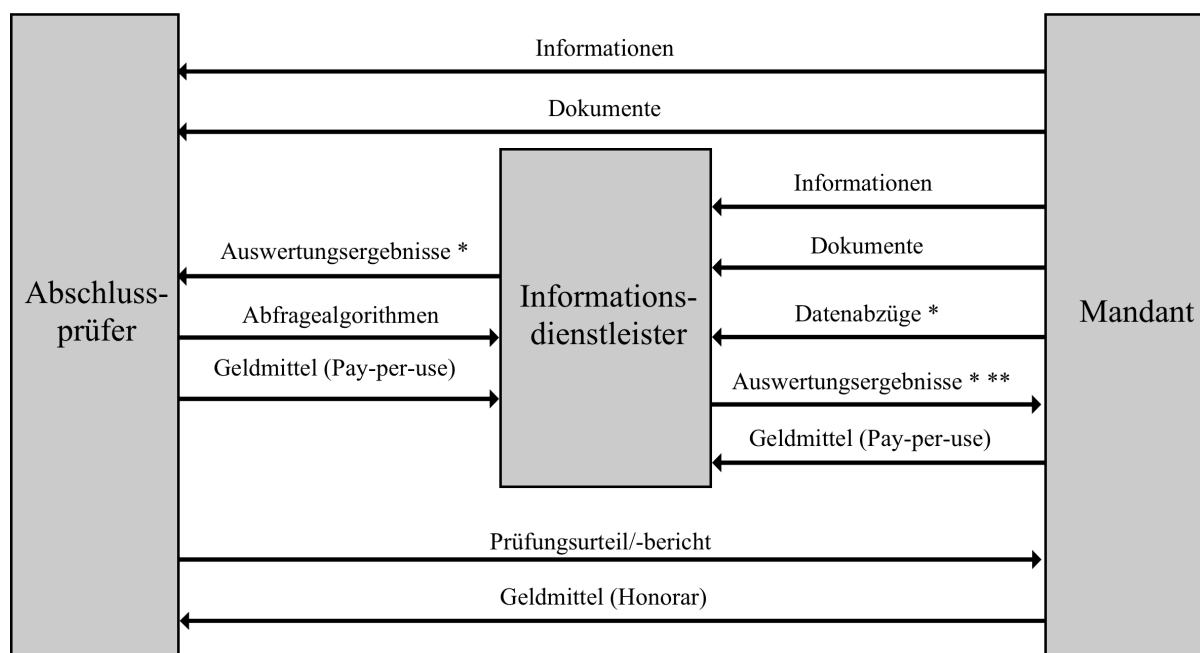 Informationen
Dokumente
Informationen
Dokumente
Auswertungsergebnisse *
Abschluss-
prüfer
Informations-
dienstleister
Mandant
Abfragealgorithmen
Datenabzüge *
Geldmittel (Pay-per-use)
Auswertungsergebnisse * **
Geldmittel (Pay-per-use)
Prüfungsurteil/-bericht
Geldmittel (Honorar)